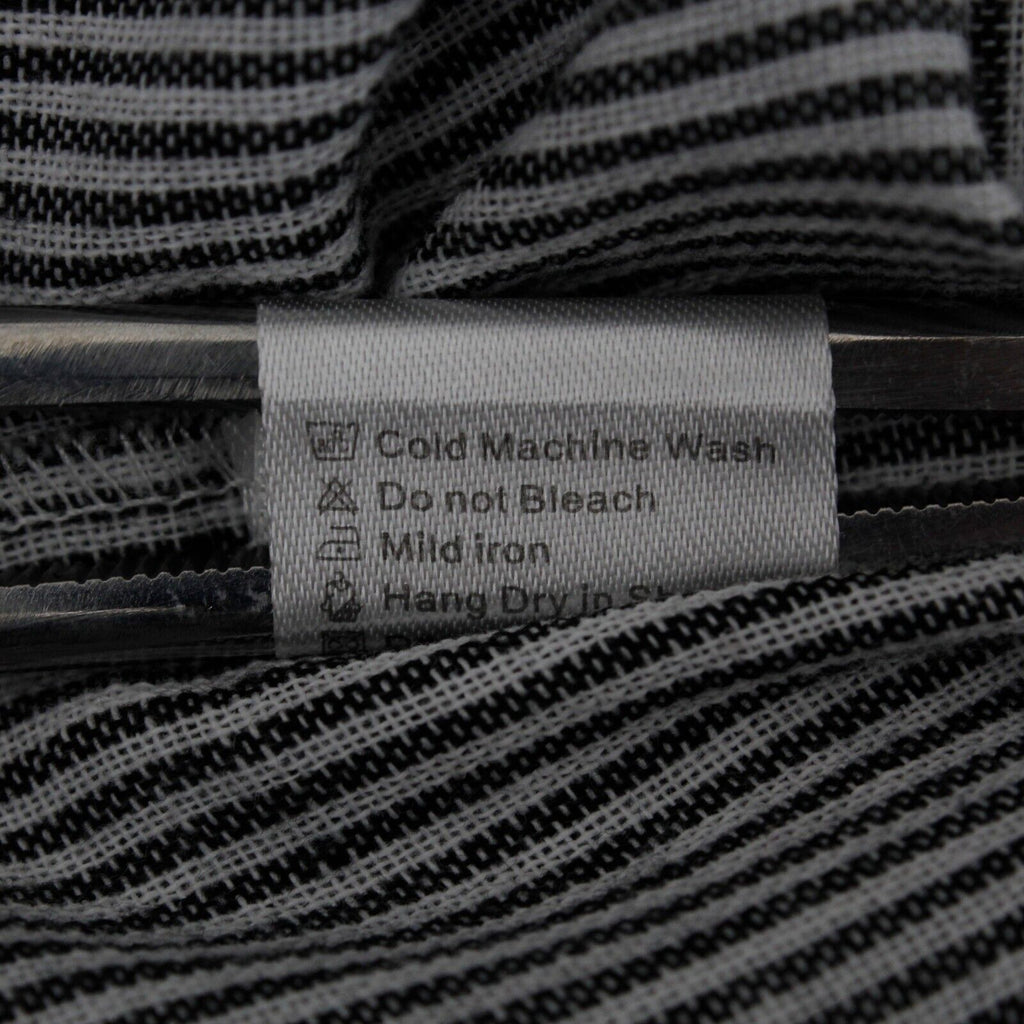 Cold Machine Wash
Do not Bleach
Mild iron
Hang Dry in